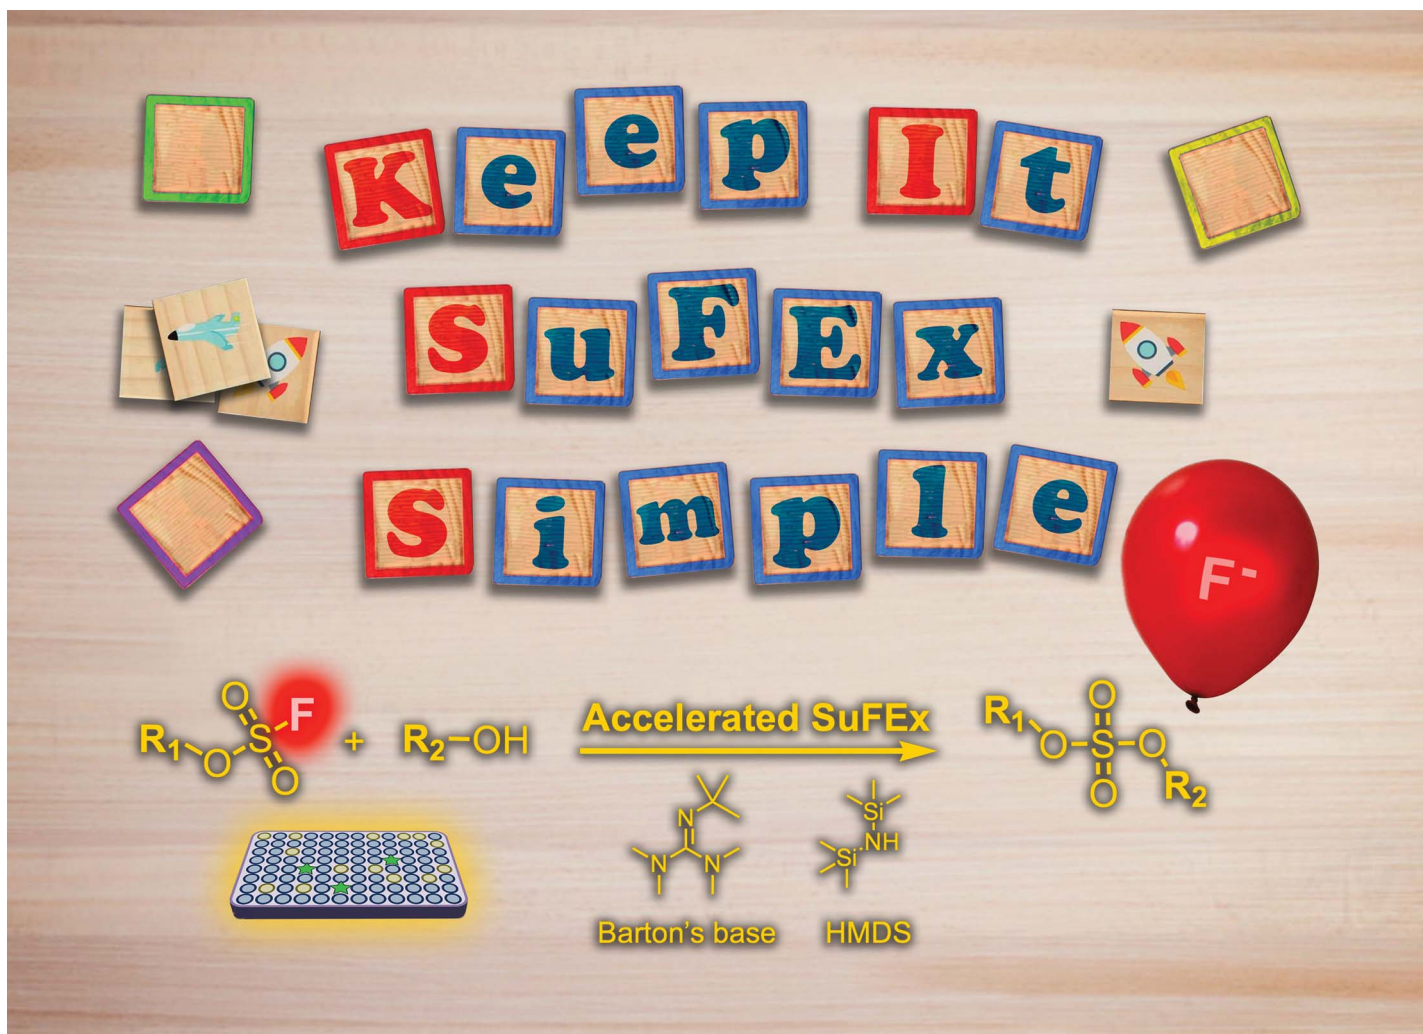 Keep It
SuFEx
Simple
F-
O
F
R1
O
S
O
+
R2-OH
Accelerated SuFEx
R1
O
O-S-O
O
R2
N
N
N
Si
NH
Si
Barton's base
HMDS